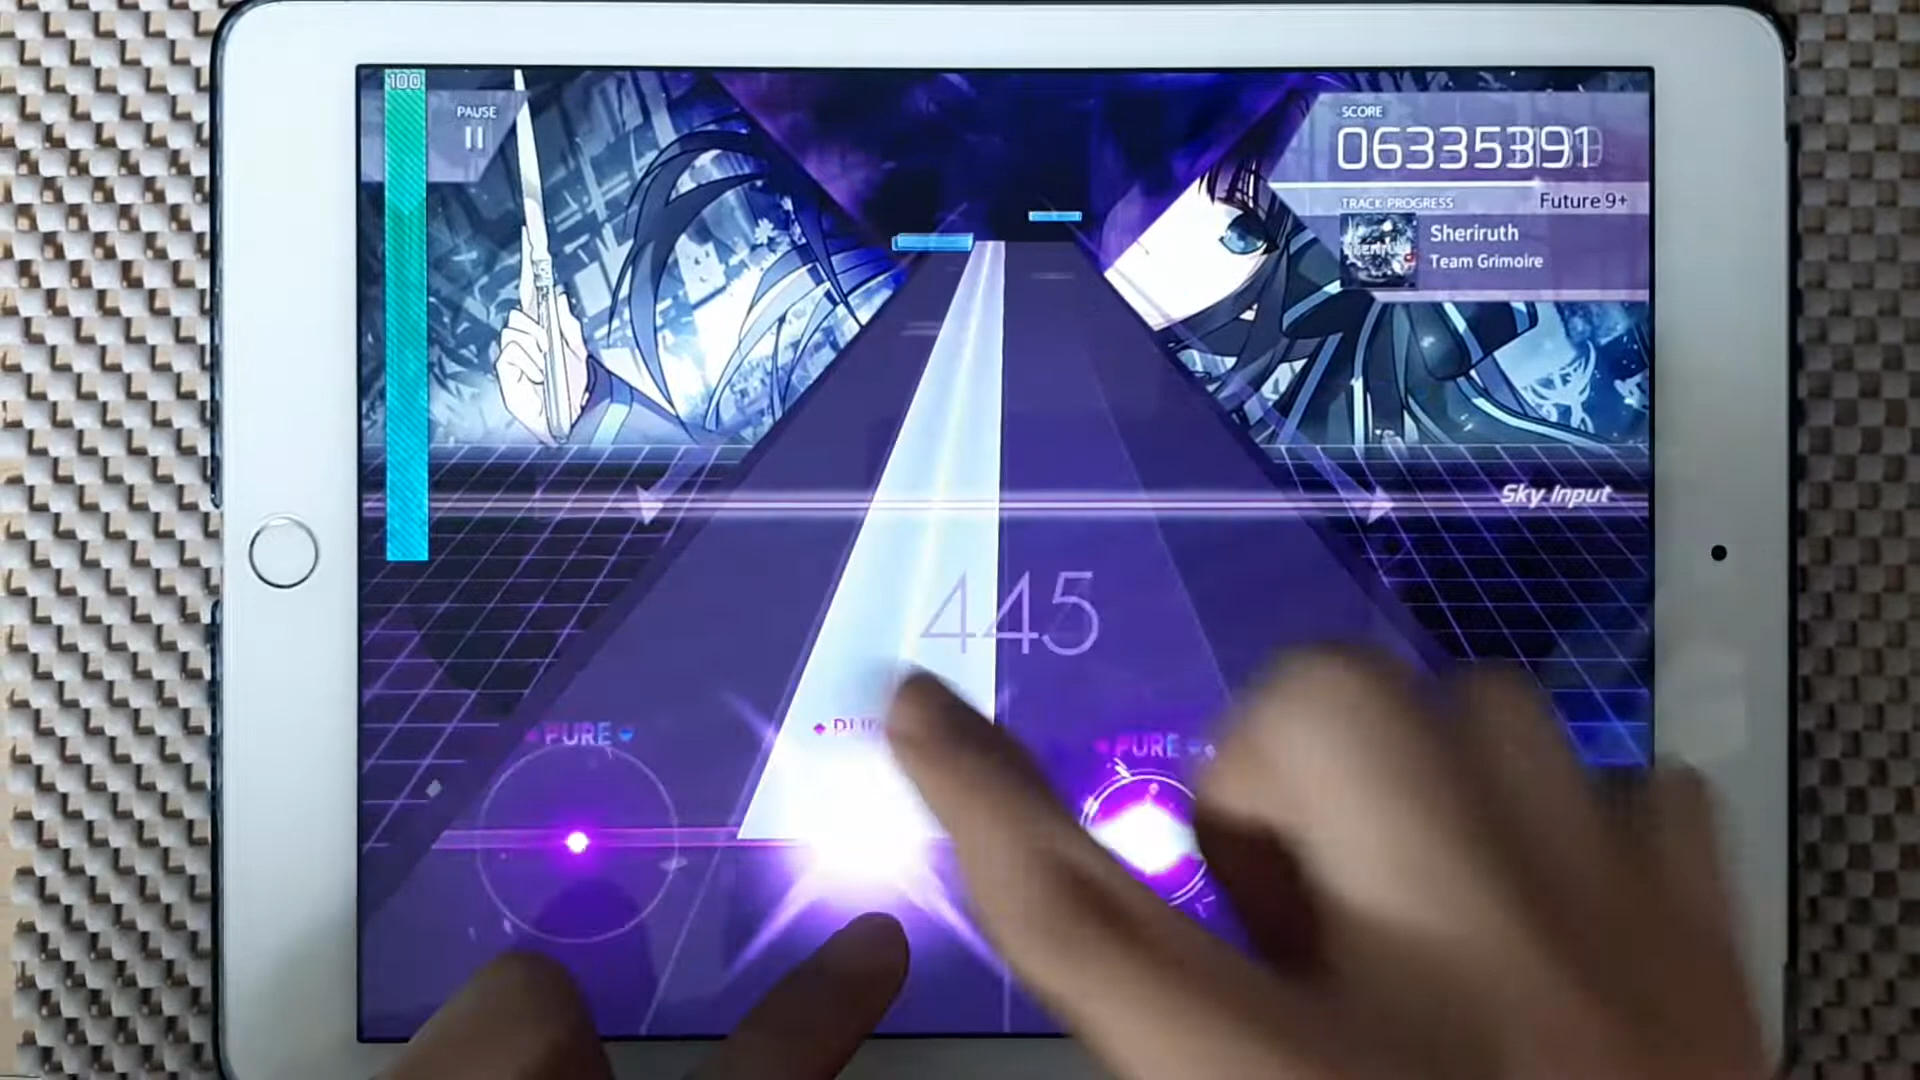 100
PAUSE
SCORE
TRACK PROGRESS
Future 9+
Sheriruth
Team Grimoire
Sky Input
445
PURE
PURE